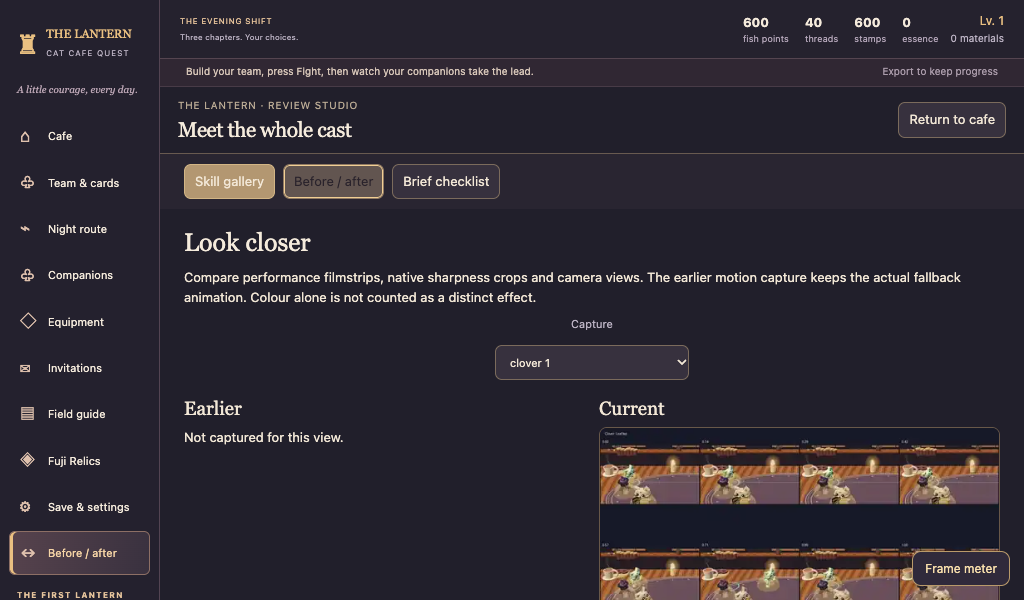 THE LANTERN
CAT CAFE QUEST
A little courage, every day.
Cafe
Team & cards
Night route
Companions
Equipment
Invitations
Field guide
Fuji Relics
Save & settings
Before / after
THE FIRST LANTERN
THE EVENING SHIFT
Three chapters. Your choices.
600
fish points
40
threads
600
stamps
0
essence
Lv. 1
0 materials
Build your team, press Fight, then watch your companions take the lead.
Export to keep progress
THE LANTERN · REVIEW STUDIO
Meet the whole cast
Return to cafe
Skill gallery
Before / after
Brief checklist
Look closer
Compare performance filmstrips, native sharpness crops and camera views. The earlier motion capture keeps the actual fallback
animation. Colour alone is not counted as a distinct effect.
Capture
clover 1
Earlier
Not captured for this view.
Current
Frame meter